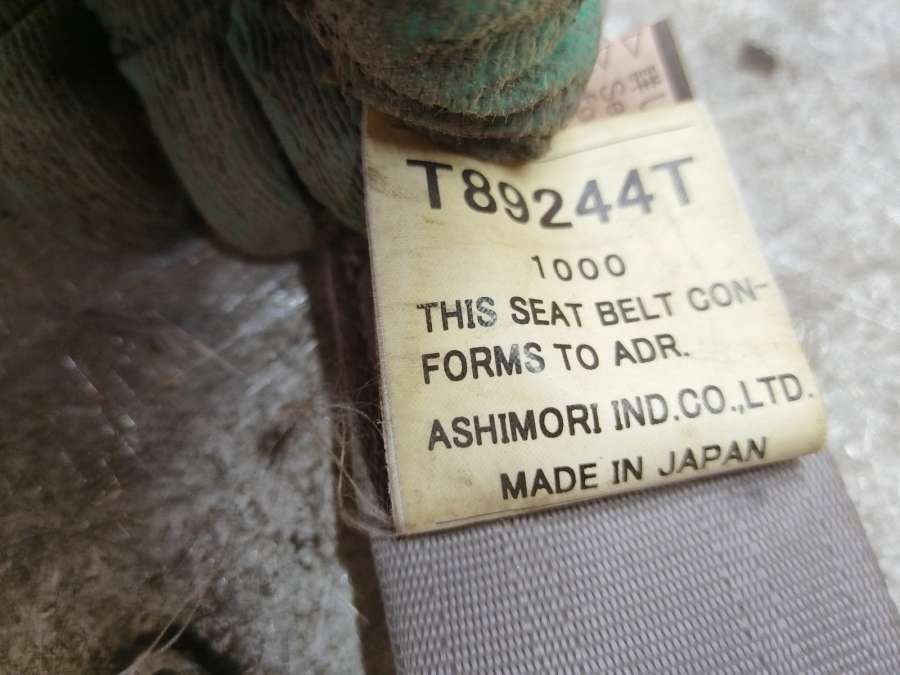 T89244T
1000
THIS SEAT BELT CON-
FORMS TO ADR.
ASHIMORI IND.CO.,LTD.
MADE IN JAPAN